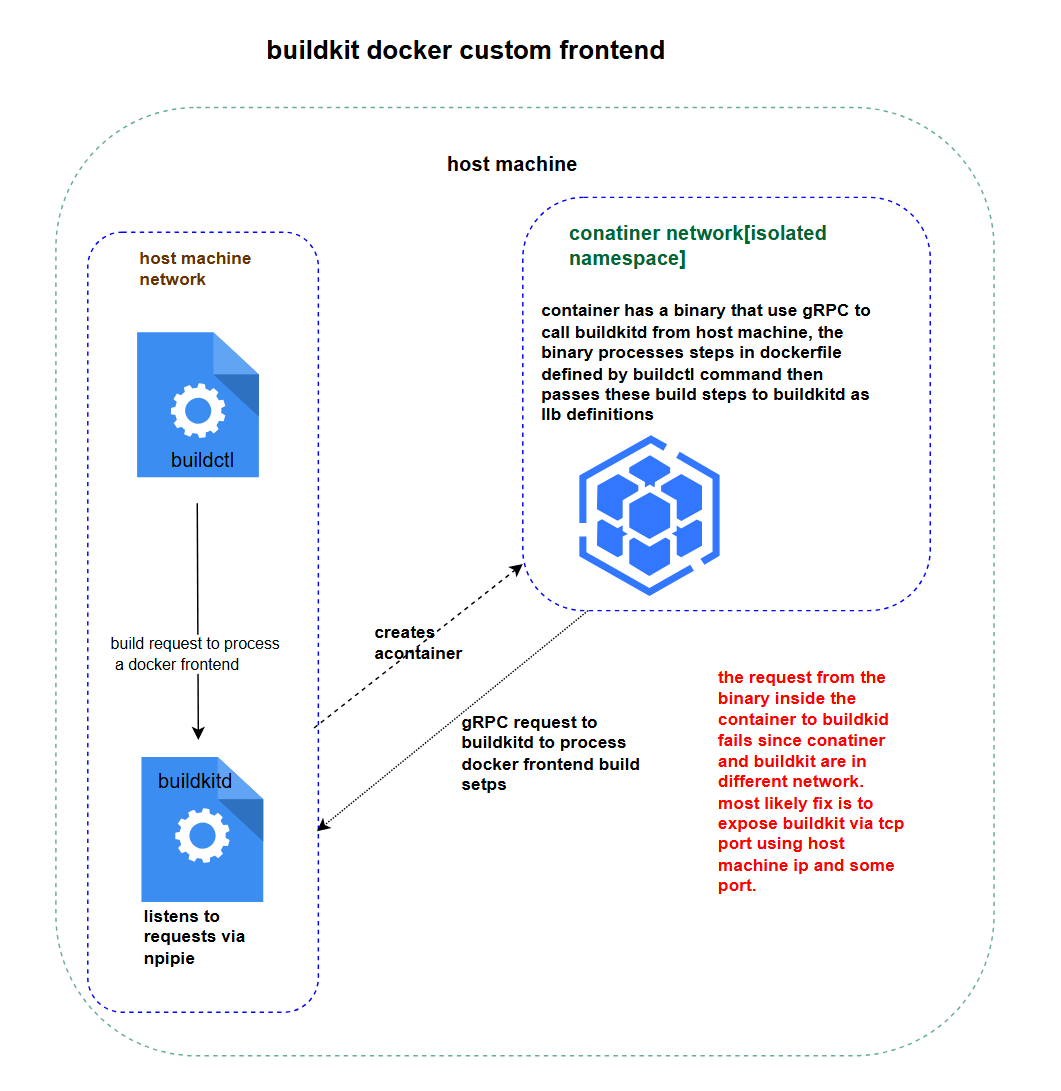 buildkit docker custom frontend
host machine
host machine
network
buildctl
build request to process
a docker frontend
buildkitd
listens to
requests via
npipie
creates
acontainer
conatiner network[isolated
namespace]
container has a binary that use gRPC to
call buildkitd from host machine, the
binary processes steps in dockerfile
defined by buildctl command then
passes these build steps to buildkitd as
llb definitions
gRPC request to
buildkitd to process
docker frontend build
setps
the request from the
binary inside the
container to buildkid
fails since conatiner
and buildkit are in
different network.
most likely fix is to
expose buildkit via tcp
port using host
machine ip and some
port.